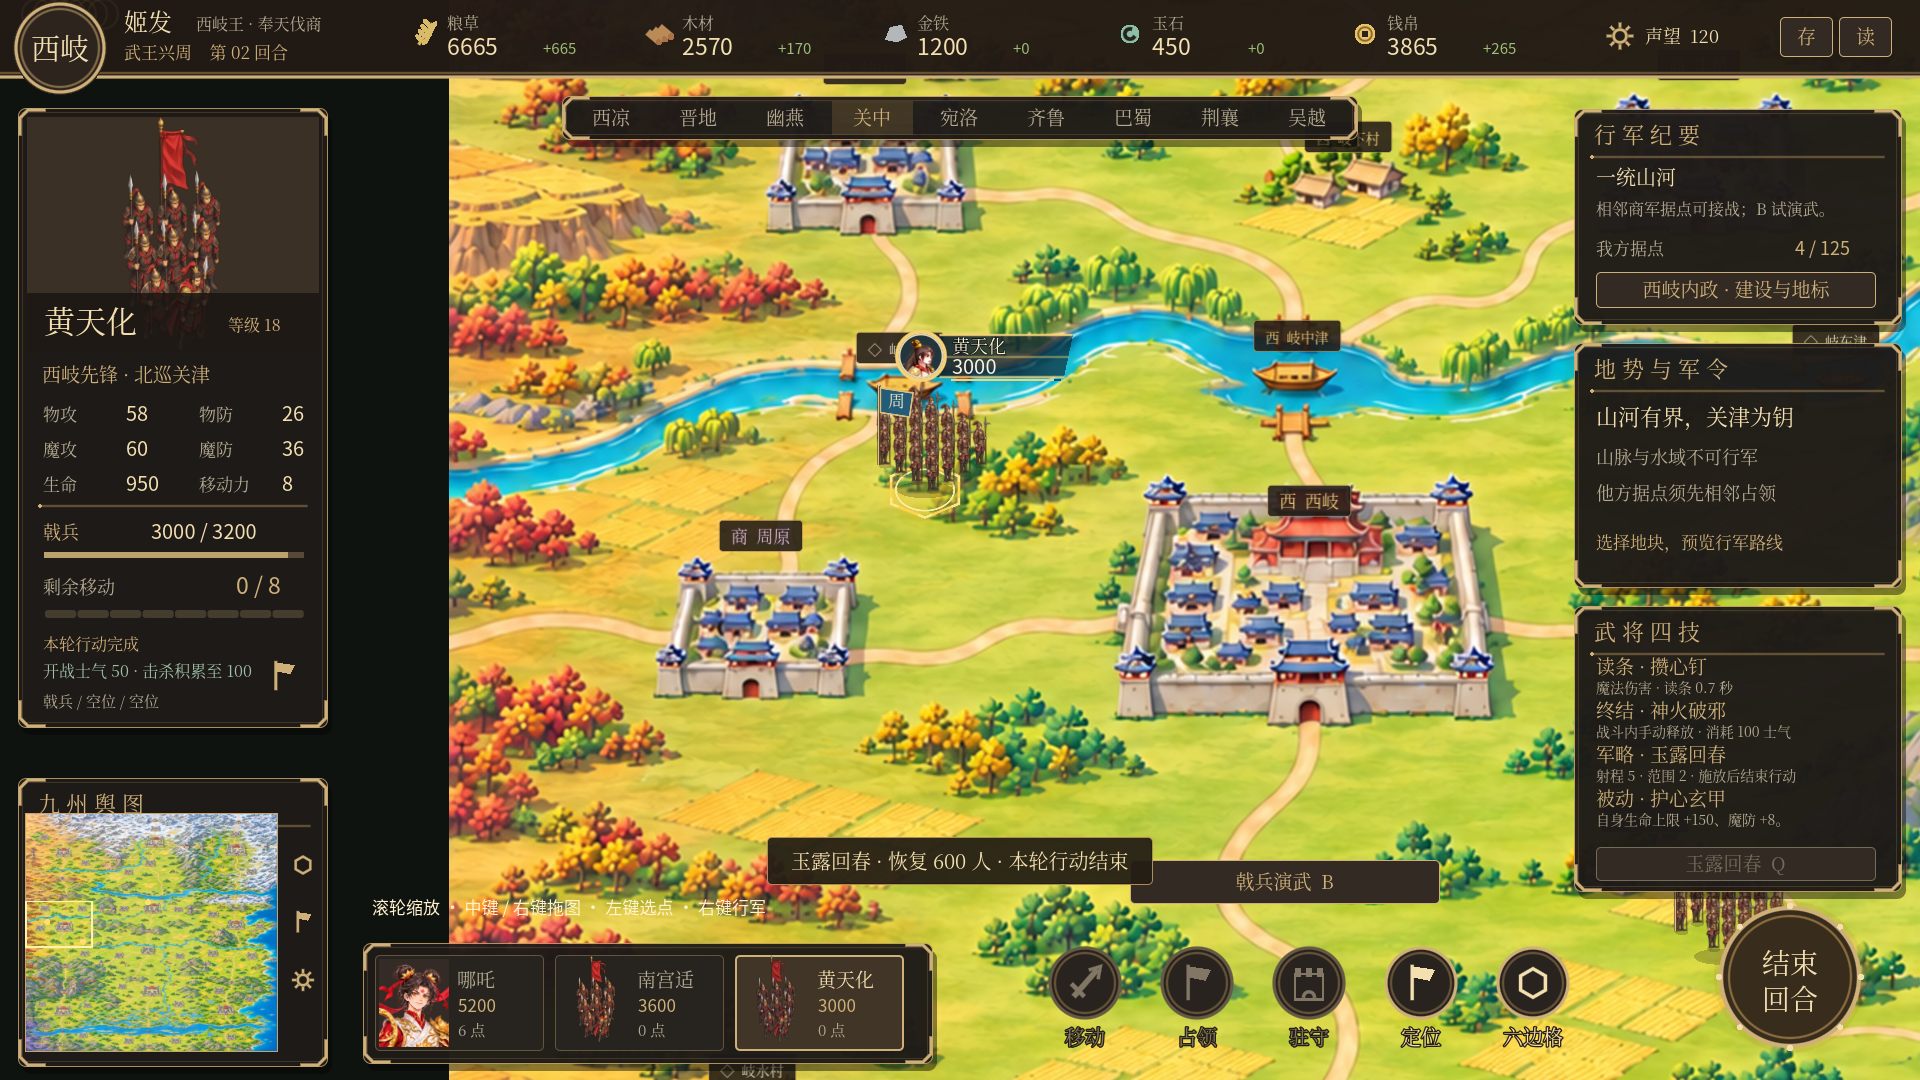 西岐
姬发 西岐王 · 奉天伐商
武王兴周 第 02 回合
粮草 6665 +665
木材 2570 +170
金铁 1200 +0
玉石 450 +0
钱帛 3865 +265
声望 120
存 读
西凉 晋地 幽燕 关中 宛洛 齐鲁 巴蜀 荆襄 吴越
黄天化 等级 18
西岐先锋 · 北巡关津
物攻 58 物防 26
魔攻 60 魔防 36
生命 950 移动力 8
戟兵 3000 / 3200
剩余移动 0 / 8
本轮行动完成
开战士气 50 · 击杀积累至 100
戟兵 / 空位 / 空位
九州舆图
黄天化
3000
周
西 岐中津
西 西岐
商 周原
岐水村
行军纪要
一统山河
相邻商军据点可接战；B 试演武。
我方据点 4 / 125
西岐内政 · 建设与地标
岐东津
地势与军令
山河有界，关津为钥
山脉与水域不可行军
他方据点须先相邻占领
选择地块，预览行军路线
武将四技
读条 · 攒心钉
魔法伤害 · 读条 0.7 秒
终结 · 神火破邪
战斗内手动释放 · 消耗 100 士气
军略 · 玉露回春
射程 5 · 范围 2 · 施放后结束行动
被动 · 护心玄甲
自身生命上限 +150、魔防 +8。
玉露回春 Q
玉露回春 · 恢复 600 人 · 本轮行动结束
戟兵演武 B
滚轮缩放 · 中键 / 右键拖图 · 左键选点 · 右键行军
哪吒 5200 6 点
南宫适 3600 0 点
黄天化 3000 0 点
移动 占领 驻守 定位 六边格
结束
回合